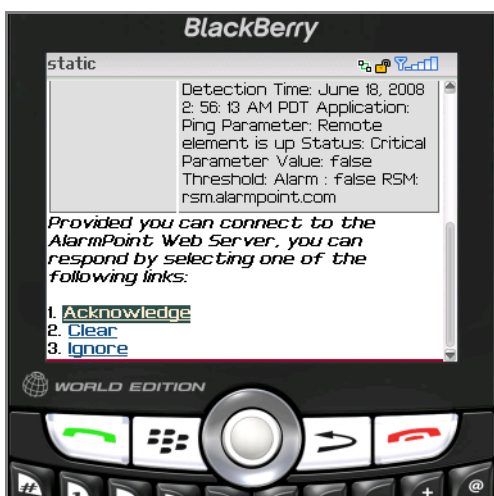 BlackBerry
static
Detection Time: June 18, 2008
2: 56: 13 AM PDT Application:
Ping Parameter: Remote
element is up Status: Critical
Parameter Value: false
Threshold: Alarm : false RSM:
rsm.alarmpoint.com
Provided you can connect to the
AlarmPoint Web Server, you can
respond by selecting one of the
following links:
1. Acknowledge
2. Clear
3. Ignore
WORLD EDITION
#
1
+
@